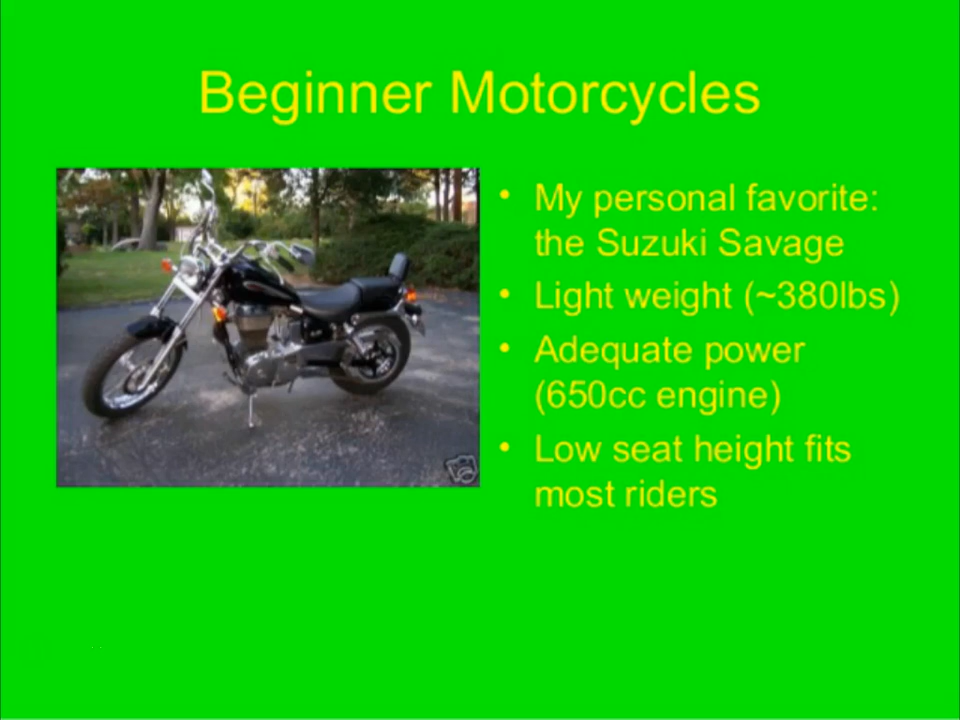 Beginner Motorcycles
• My personal favorite:
the Suzuki Savage
• Light weight (~380lbs)
• Adequate power
(650cc engine)
• Low seat height fits
most riders